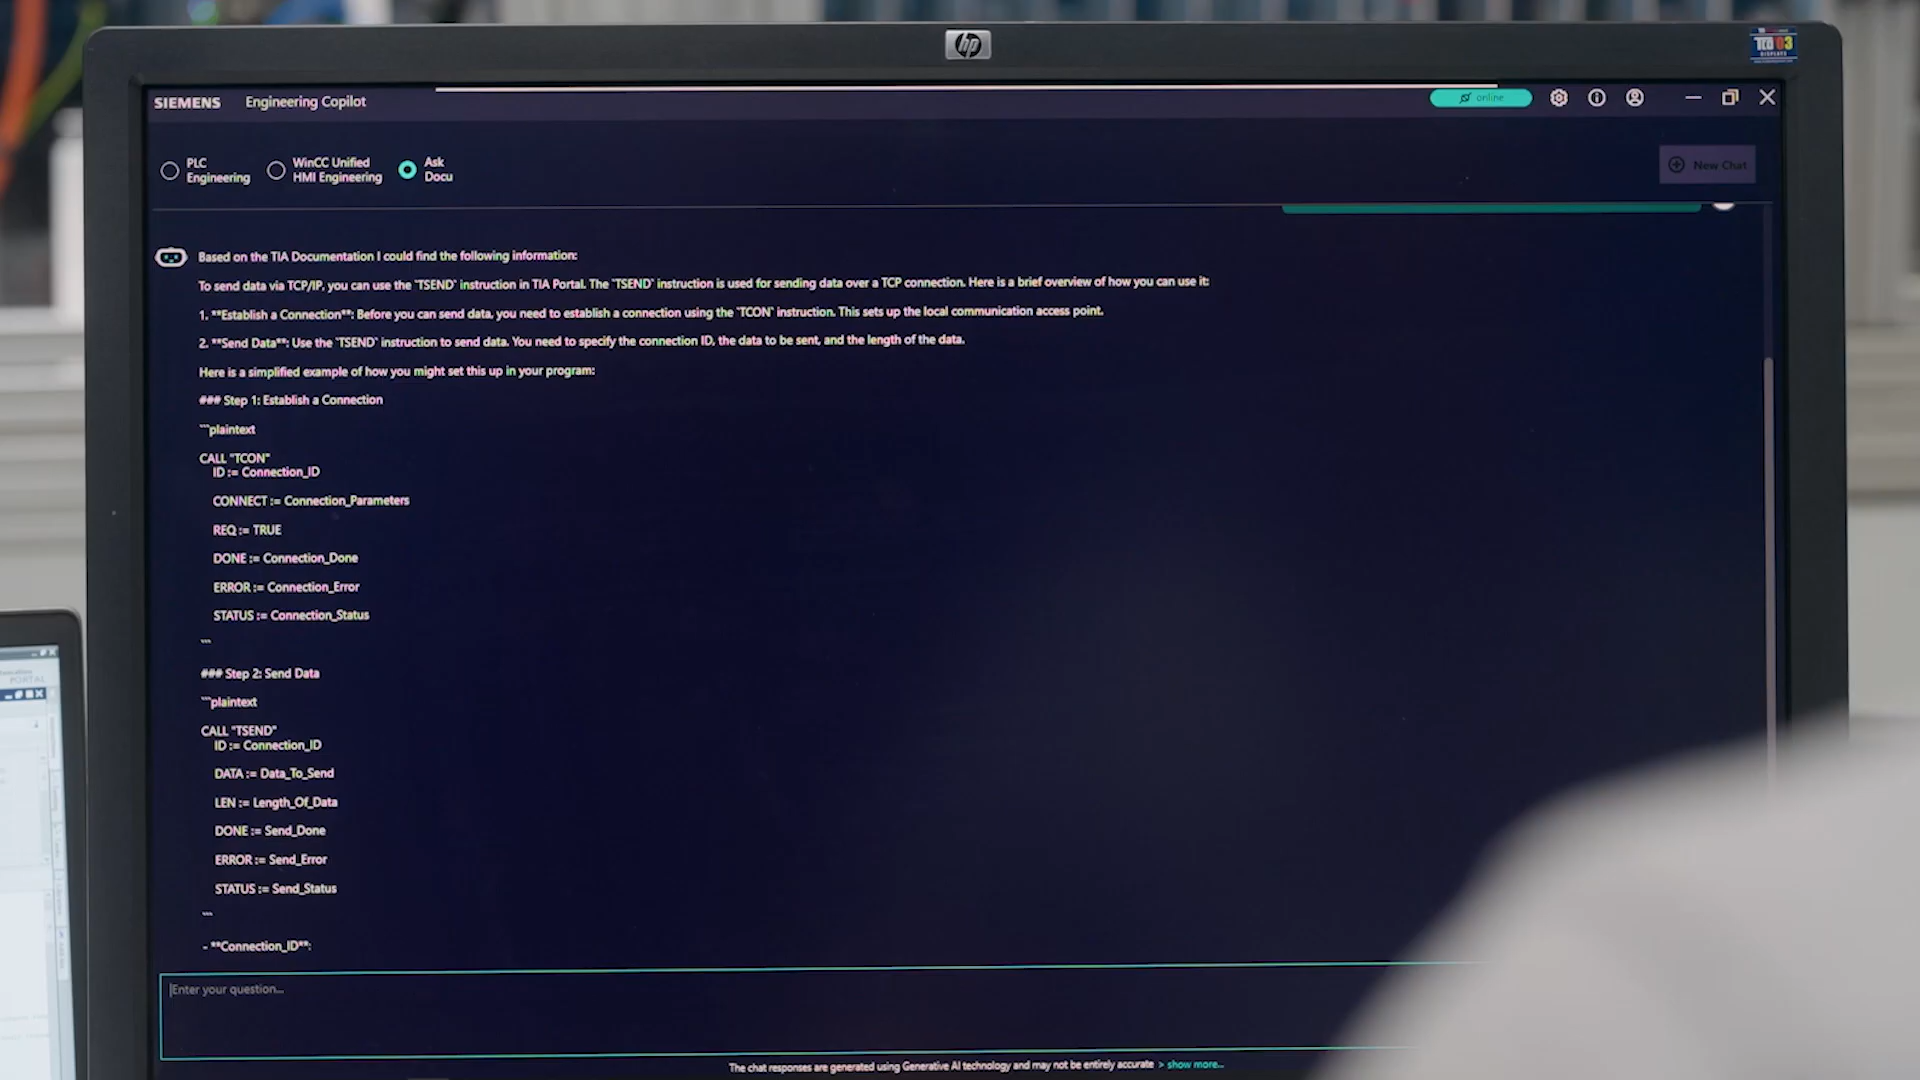 hp
TCO 03
DISPLAYS
SIEMENS Engineering Copilot
online
PLC
Engineering
WinCC Unified
HMI Engineering
Ask
Docu
New Chat
Based on the TIA Documentation I could find the following information:
To send data via TCP/IP, you can use the `TSEND` instruction in TIA Portal. The `TSEND` instruction is used for sending data over a TCP connection. Here is a brief overview of how you can use it:
1. **Establish a Connection**: Before you can send data, you need to establish a connection using the `TCON` instruction. This sets up the local communication access point.
2. **Send Data**: Use the `TSEND` instruction to send data. You need to specify the connection ID, the data to be sent, and the length of the data.
Here is a simplified example of how you might set this up in your program:
### Step 1: Establish a Connection
```plaintext
CALL "TCON"
ID := Connection_ID
CONNECT := Connection_Parameters
REQ := TRUE
DONE := Connection_Done
ERROR := Connection_Error
STATUS := Connection_Status
```
### Step 2: Send Data
```plaintext
CALL "TSEND"
ID := Connection_ID
DATA := Data_To_Send
LEN := Length_Of_Data
DONE := Send_Done
ERROR := Send_Error
STATUS := Send_Status
```
- **Connection_ID**:
Enter your question...
The chat responses are generated using Generative AI technology and may not be entirely accurate > show more...
PORTAL